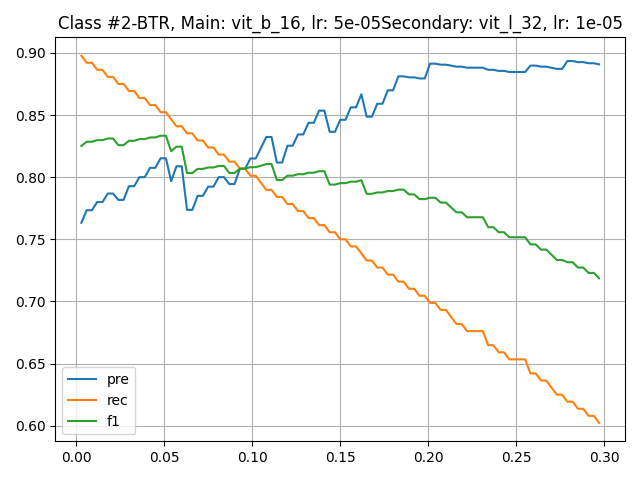 Class #2-BTR, Main: vit_b_16, lr: 5e-05Secondary: vit_l_32, lr: 1e-05
0.90
0.85
0.80
0.75
0.70
0.65
0.60
pre
rec
f1
0.00 0.05 0.10 0.15 0.20 0.25 0.30